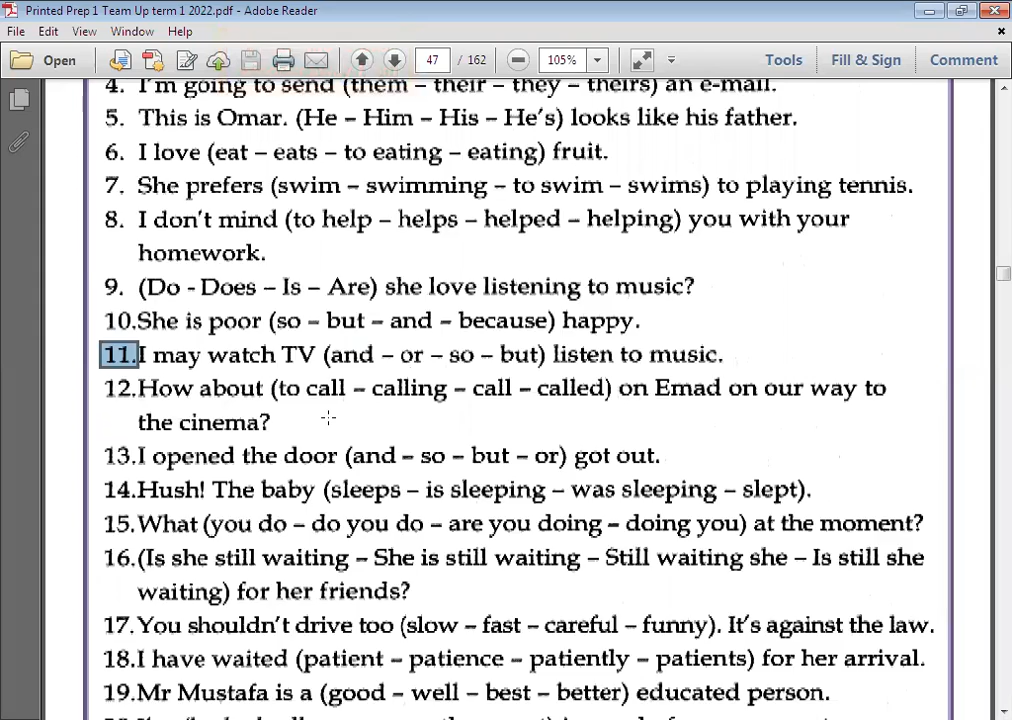 Printed Prep 1 Team Up term 1 2022.pdf - Adobe Reader
File Edit View Window Help
Open 47 / 162 105% Tools Fill & Sign Comment
4. I'm going to send (them – their – they – theirs) an e-mail.
5. This is Omar. (He – Him – His – He's) looks like his father.
6. I love (eat – eats – to eating – eating) fruit.
7. She prefers (swim – swimming – to swim – swims) to playing tennis.
8. I don't mind (to help – helps – helped – helping) you with your
homework.
9. (Do - Does – Is – Are) she love listening to music?
10.She is poor (so – but – and – because) happy.
11.I may watch TV (and – or – so – but) listen to music.
12.How about (to call – calling – call – called) on Emad on our way to
the cinema?
13.I opened the door (and – so – but – or) got out.
14.Hush! The baby (sleeps – is sleeping – was sleeping – slept).
15.What (you do – do you do – are you doing – doing you) at the moment?
16.(Is she still waiting – She is still waiting – Still waiting she – Is still she
waiting) for her friends?
17.You shouldn't drive too (slow – fast – careful – funny). It's against the law.
18.I have waited (patient – patience – patiently – patients) for her arrival.
19.Mr Mustafa is a (good – well – best – better) educated person.